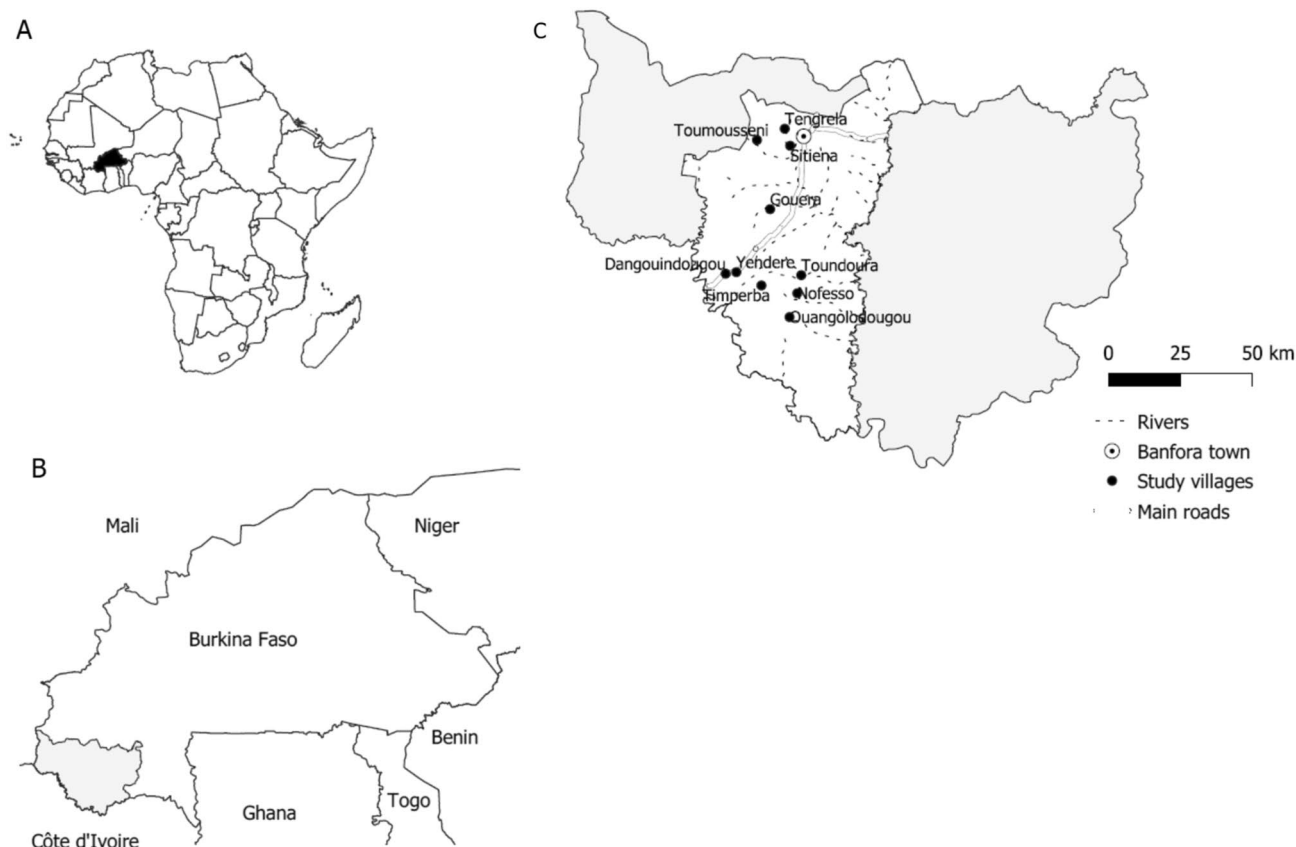 A
C
Tengrela
Toumousseni
Sitiena
Gouera
Dangouindougou
Yendere
Toundoura
Timperba
Nofesso
Ouangolodougou
0 25 50 km
Rivers
Banfora town
Study villages
Main roads
B
Mali
Niger
Burkina Faso
Benin
Ghana
Togo
Côte d'Ivoire